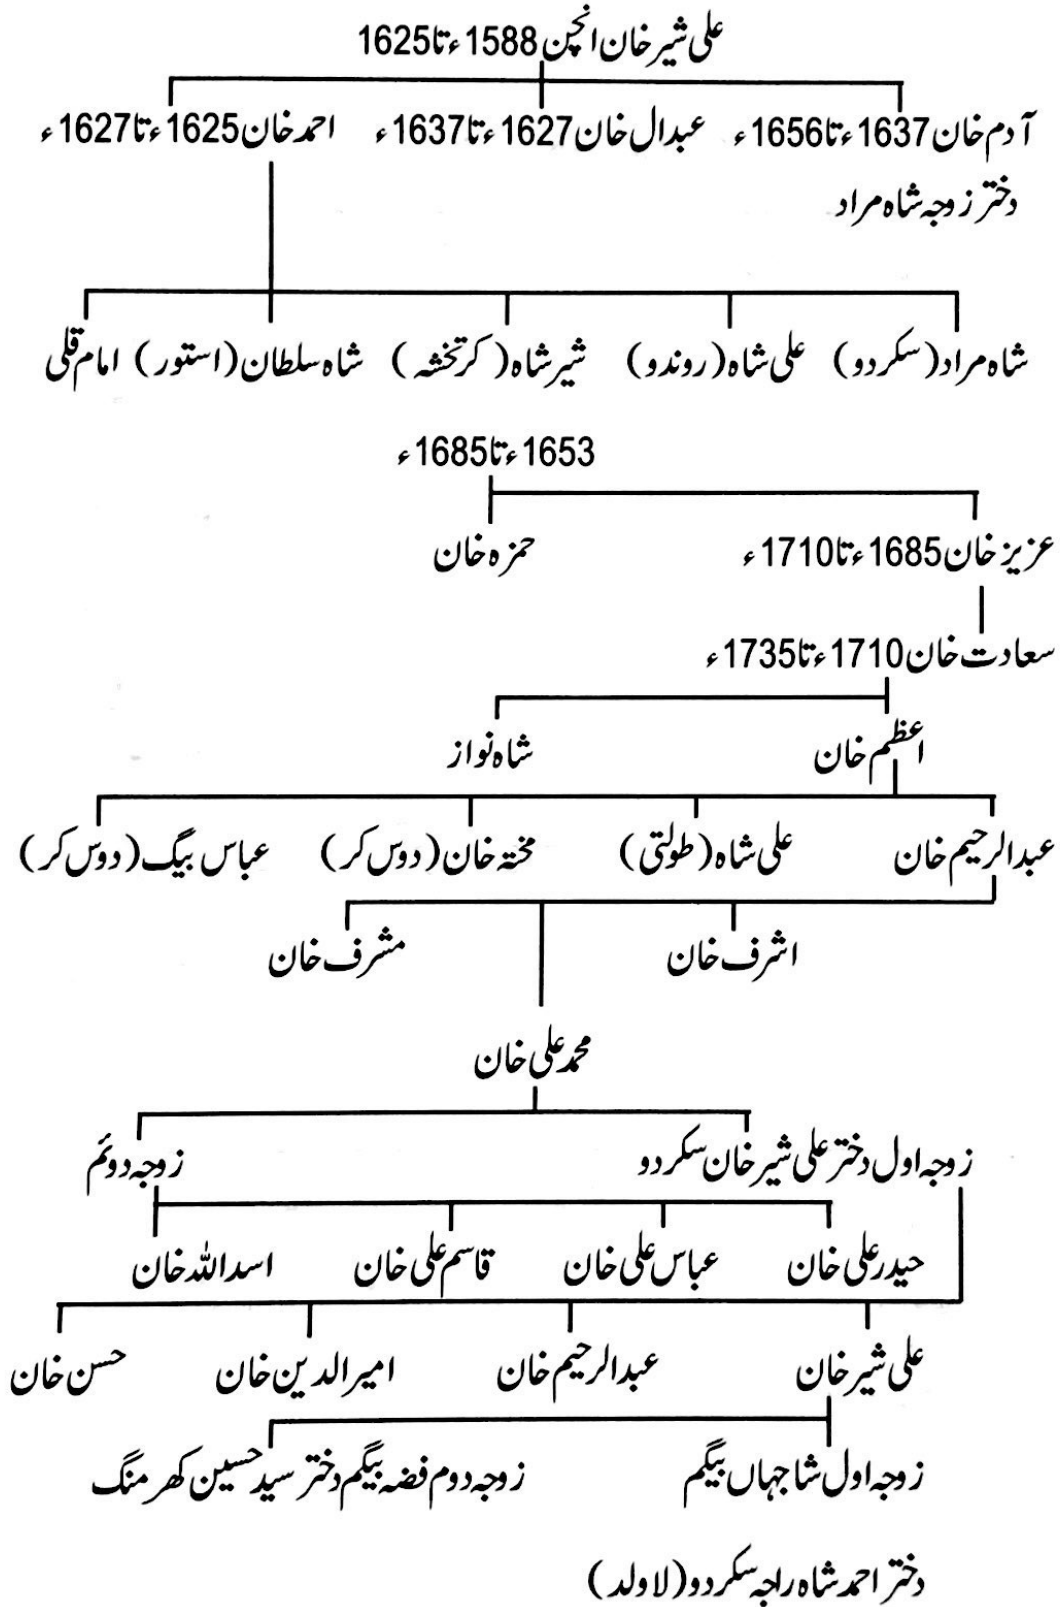 علی شیر خان انچن 1588ء تا 1625
آدم خان 1637ء تا 1656ء عبدال خان 1627ء تا 1637ء احمد خان 1625ء تا 1627ء
دختر زوجہ شاہ مراد
شاہ مراد (سکردو) علی شاہ (روندو) شیر شاہ (کرتخشہ) شاہ سلطان (استور) امام قلی
1653ء تا 1685ء
عزیز خان 1685ء تا 1710ء حمزہ خان
سعادت خان 1710ء تا 1735ء
اعظم خان شاہ نواز
عبدالرحیم خان علی شاہ (طولتی) مختہ خان (دوس کر) عباس بیگ (دوس کر)
اشرف خان مشرف خان
محمد علی خان
زوجہ اول دختر علی شیر خان سکردو زوجہ دوئم
حیدر علی خان عباس علی خان قاسم علی خان اسد اللہ خان
علی شیر خان عبدالرحیم خان امیر الدین خان حسن خان
زوجہ اول شاجہاں بیگم زوجہ دوم فضہ بیگم دختر سید حسین کھرمنگ
دختر احمد شاہ راجہ سکردو (لاولد)